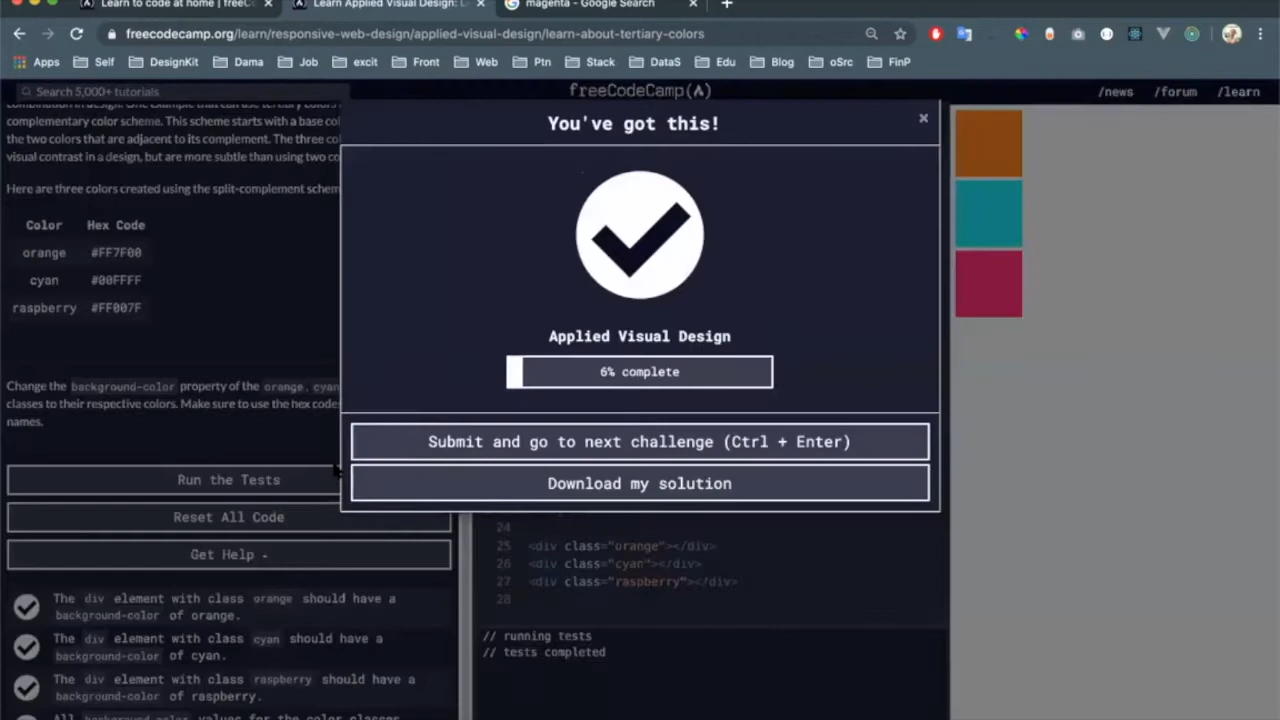 Learn to code at home | freeC
Learn Applied Visual Design: L
magenta - Google Search
freecodecamp.org/learn/responsive-web-design/applied-visual-design/learn-about-tertiary-colors
Apps Self DesignKit Dama Job excit Front Web Ptn Stack DataS Edu Blog oSrc FinP
Search 5,000+ tutorials
freeCodeCamp(
/news /forum /learn
complementary color scheme. This scheme starts with a base col
the two colors that are adjacent to its complement. The three col
visual contrast in a design, but are more subtle than using two co
Here are three colors created using the split-complement schem
Color Hex Code
orange #FF7F00
cyan #00FFFF
raspberry #FF007F
Change the background-color property of the orange, cyan
classes to their respective colors. Make sure to use the hex code
names.
Run the Tests
Reset All Code
Get Help -
The div element with class orange should have a
background-color of orange.
The div element with class cyan should have a
background-color of cyan.
The div element with class raspberry should have a
background-color of raspberry.
All background-color values for the color classes
You've got this!
×
Applied Visual Design
6% complete
Submit and go to next challenge (Ctrl + Enter)
Download my solution
24
25 <div class="orange"></div>
26 <div class="cyan"></div>
27 <div class="raspberry"></div>
28
// running tests
// tests completed